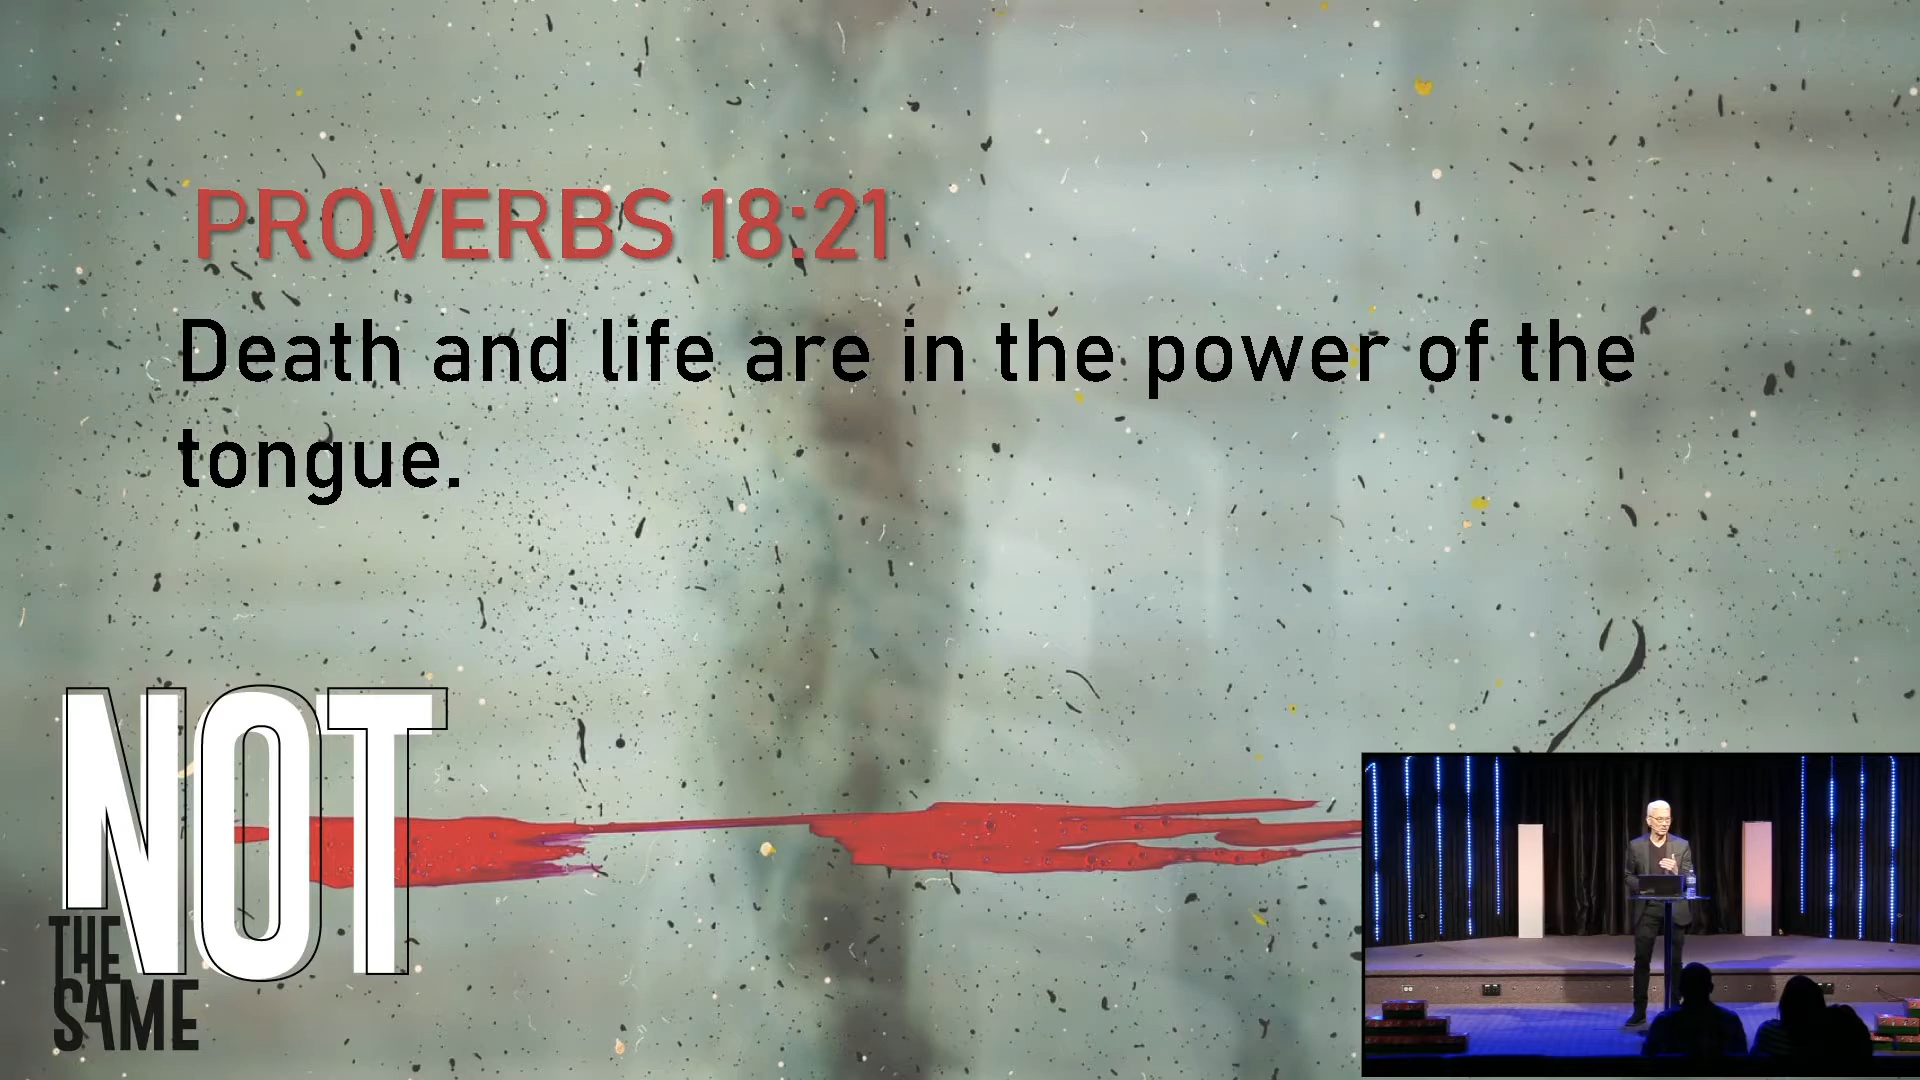 PROVERBS 18:21
Death and life are in the power of the
tongue.
NOT
THE
SAME